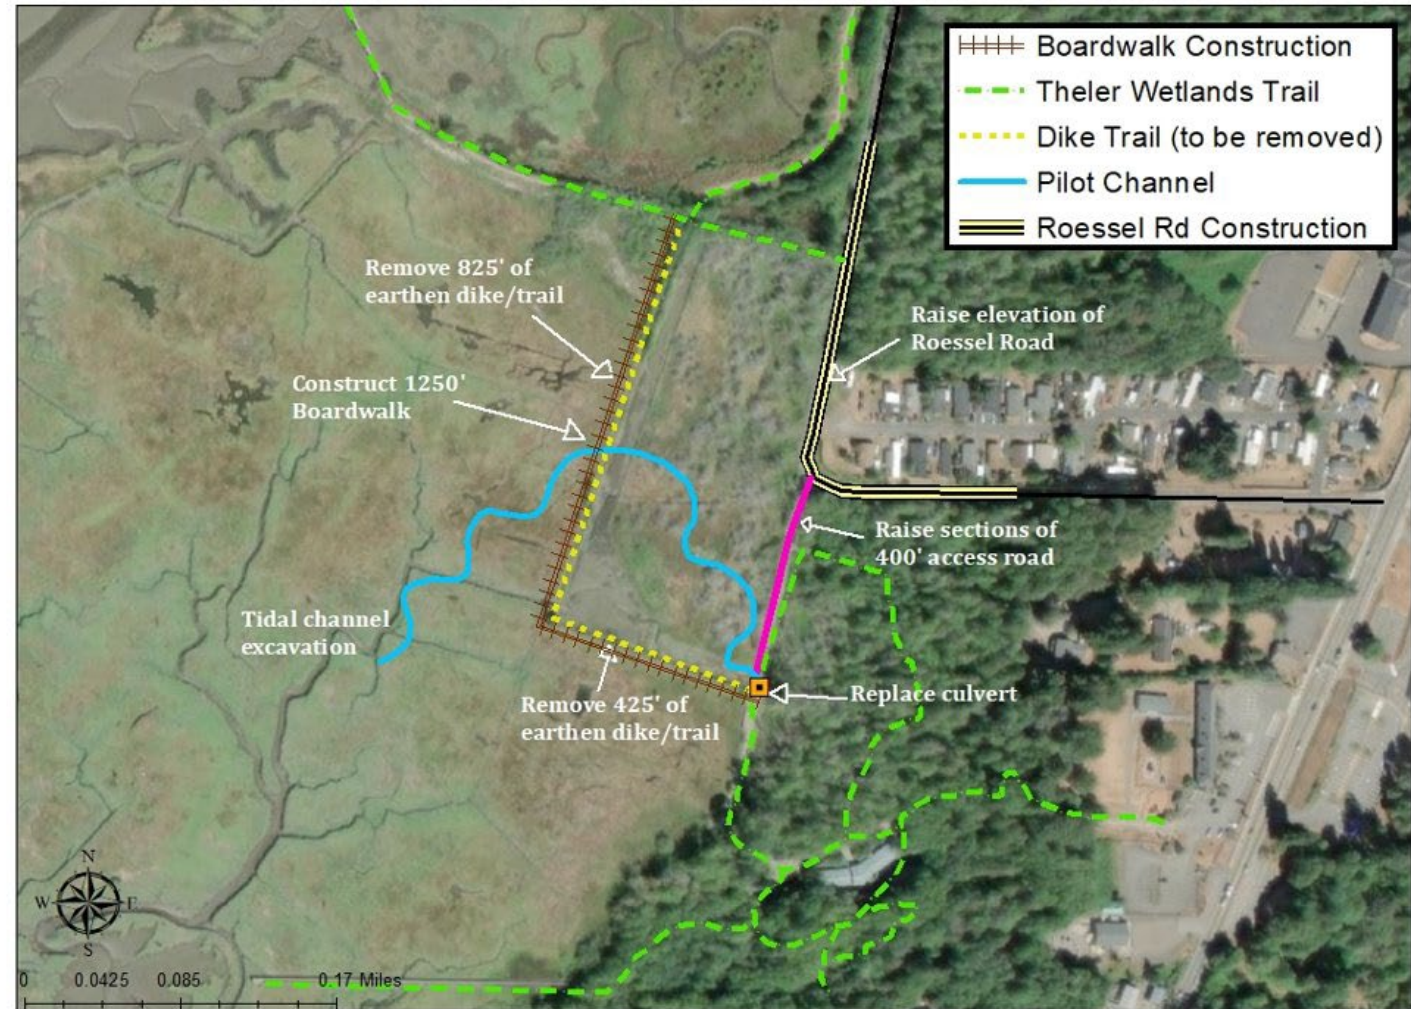 Boardwalk Construction
Theler Wetlands Trail
Dike Trail (to be removed)
Pilot Channel
Roessel Rd Construction
Remove 825' of
earthen dike/trail
Raise elevation of
Roessel Road
Construct 1250'
Boardwalk
Raise sections of
400' access road
Tidal channel
excavation
Remove 425' of
earthen dike/trail
Replace culvert
N
W E
S
0 0.0425 0.085 0.17 Miles